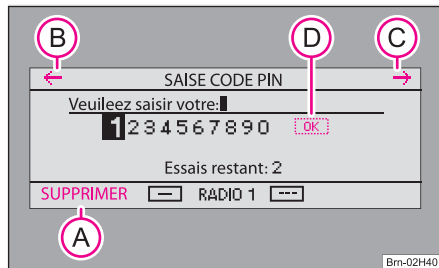 B D C
← SAISE CODE PIN →
Veuileez saisir votre:
1234567890 OK
Essais restant: 2
SUPPRIMER — RADIO 1 ---
A
Brn-02H40